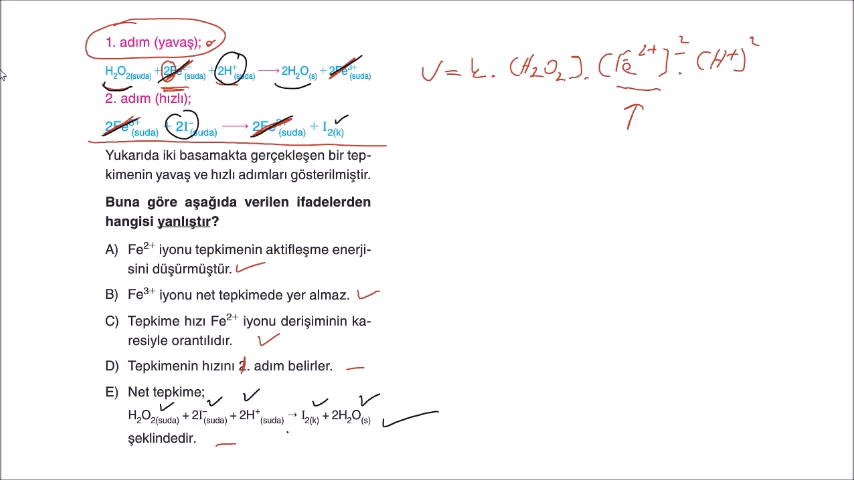 1. adım (yavaş);
H₂O₂(suda) + 2Fe²⁺(suda) + 2H⁺(suda) ⟶ 2H₂O(s) + 2Fe³⁺(suda)
2. adım (hızlı);
2Fe³⁺(suda) + 2I⁻(suda) ⟶ 2Fe²⁺(suda) + I₂(k)
Yukarıda iki basamakta gerçekleşen bir tep-
kimenin yavaş ve hızlı adımları gösterilmiştir.
Buna göre aşağıda verilen ifadelerden
hangisi yanlıştır?
A) Fe²⁺ iyonu tepkimenin aktifleşme enerji-
sini düşürmüştür.
B) Fe³⁺ iyonu net tepkimede yer almaz.
C) Tepkime hızı Fe²⁺ iyonu derişiminin ka-
resiyle orantılıdır.
D) Tepkimenin hızını 2. adım belirler.
E) Net tepkime;
H₂O₂(suda) + 2I⁻(suda) + 2H⁺(suda) → I₂(k) + 2H₂O(s)
şeklindedir.
V = k. (H₂O₂). (Fe²⁺]². (H⁺)²